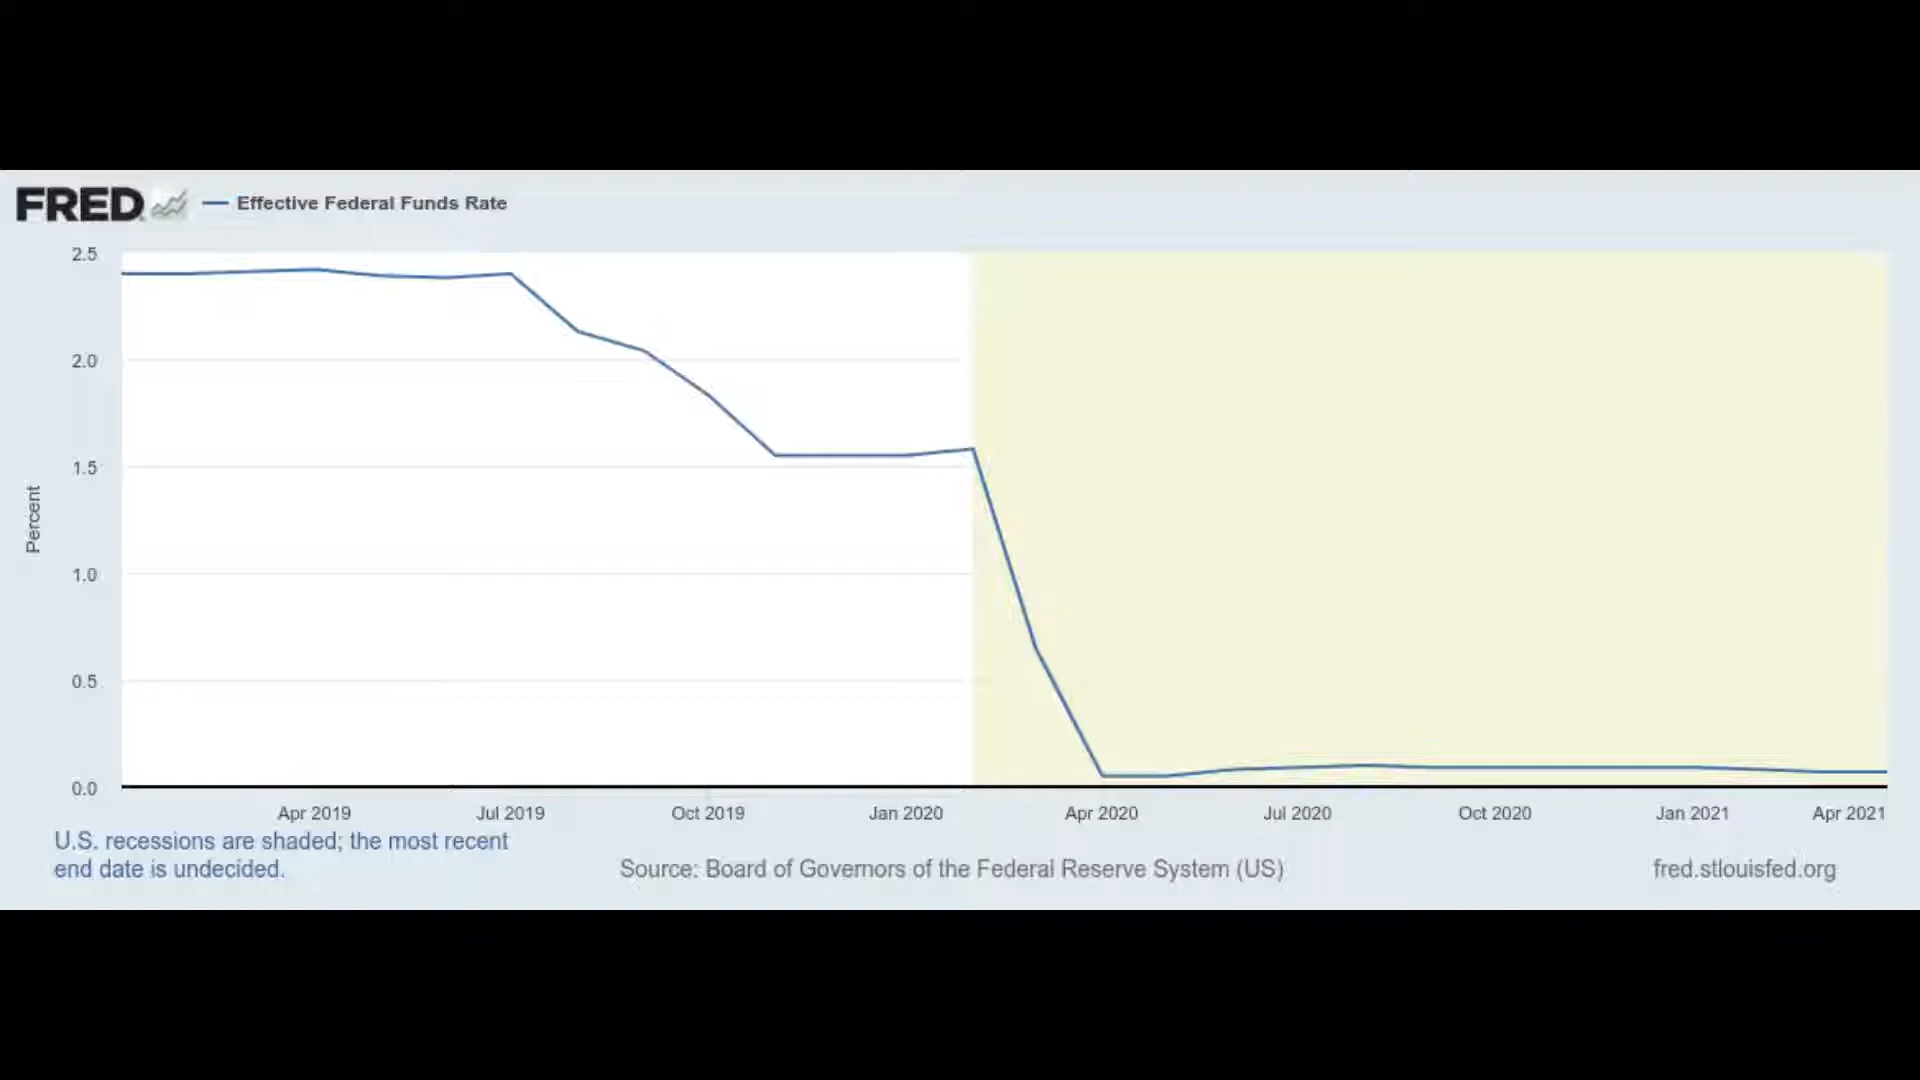 FRED
Effective Federal Funds Rate
2.5
2.0
1.5
1.0
0.5
0.0
Percent
Apr 2019
Jul 2019
Oct 2019
Jan 2020
Apr 2020
Jul 2020
Oct 2020
Jan 2021
Apr 2021
U.S. recessions are shaded; the most recent
end date is undecided.
Source: Board of Governors of the Federal Reserve System (US)
fred.stlouisfed.org